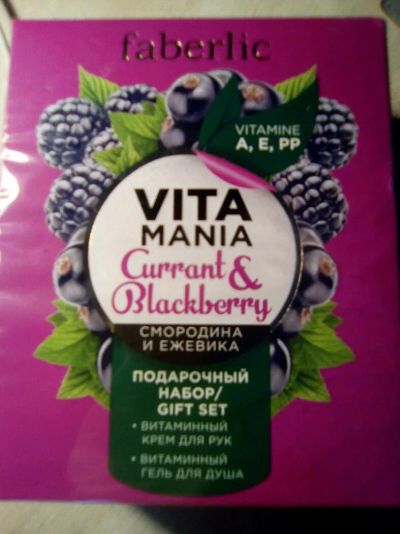 faberlic
VITAMINE
A, E, PP
VITA
MANIA
Currant &
Blackberry
СМОРОДИНА
И ЕЖЕВИКА
ПОДАРОЧНЫЙ
НАБОР/
GIFT SET
• ВИТАМИННЫЙ
КРЕМ ДЛЯ РУК
• ВИТАМИННЫЙ
ГЕЛЬ ДЛЯ ДУША